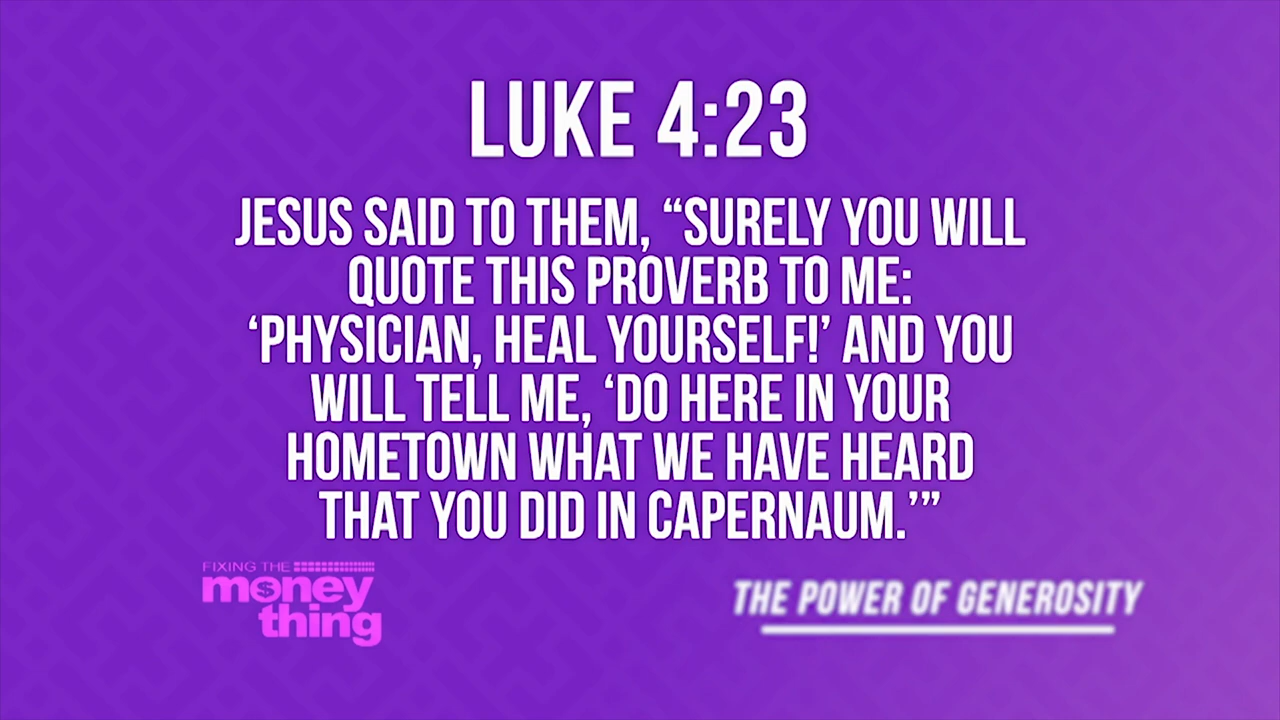 LUKE 4:23
JESUS SAID TO THEM, “SURELY YOU WILL
QUOTE THIS PROVERB TO ME:
‘PHYSICIAN, HEAL YOURSELF!’ AND YOU
WILL TELL ME, ‘DO HERE IN YOUR
HOMETOWN WHAT WE HAVE HEARD
THAT YOU DID IN CAPERNAUM.’”
FIXING THE
money
thing
THE POWER OF GENEROSITY